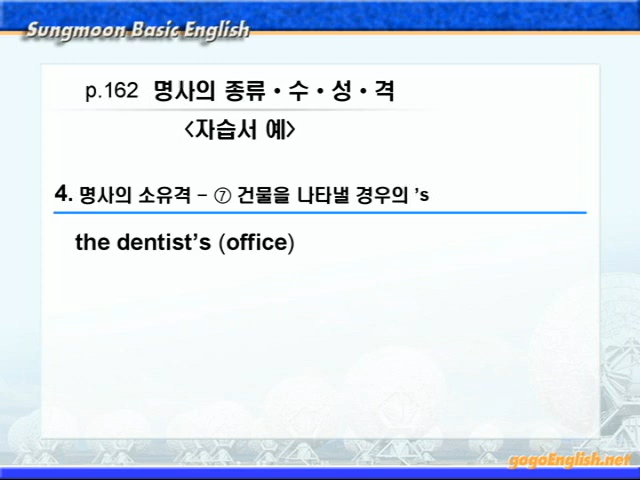 Sungmoon Basic English
p.162 명사의 종류 • 수 • 성 • 격
<자습서 예>
4. 명사의 소유격 – ⑦ 건물을 나타낼 경우의 ’s
the dentist’s (office)
gogoEnglish.net